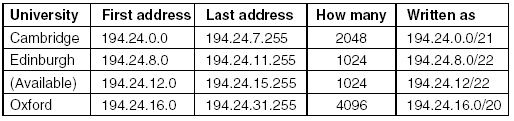 University First address Last address How many Written as
Cambridge 194.24.0.0 194.24.7.255 2048 194.24.0.0/21
Edinburgh 194.24.8.0 194.24.11.255 1024 194.24.8.0/22
(Available) 194.24.12.0 194.24.15.255 1024 194.24.12/22
Oxford 194.24.16.0 194.24.31.255 4096 194.24.16.0/20